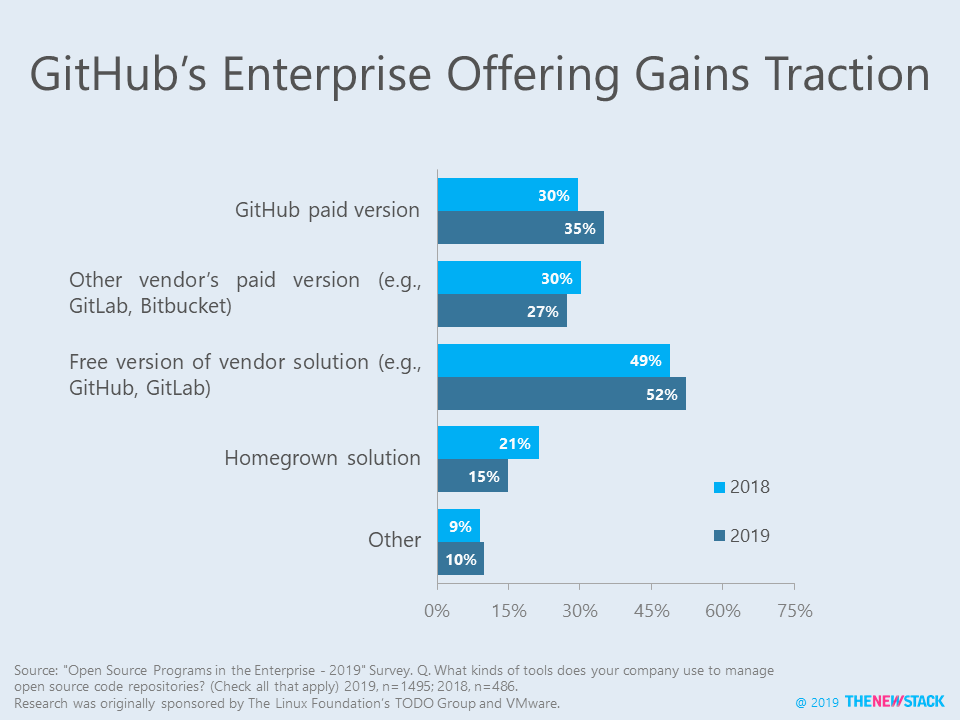 GitHub’s Enterprise Offering Gains Traction
GitHub paid version
30%
35%
Other vendor’s paid version (e.g.,
GitLab, Bitbucket)
30%
27%
Free version of vendor solution (e.g.,
GitHub, GitLab)
49%
52%
Homegrown solution
21%
15%
Other
9%
10%
2018
2019
0% 15% 30% 45% 60% 75%
Source: "Open Source Programs in the Enterprise - 2019" Survey. Q. What kinds of tools does your company use to manage
open source code repositories? (Check all that apply) 2019, n=1495; 2018, n=486.
Research was originally sponsored by The Linux Foundation’s TODO Group and VMware.
@ 2019 THENEWSTACK